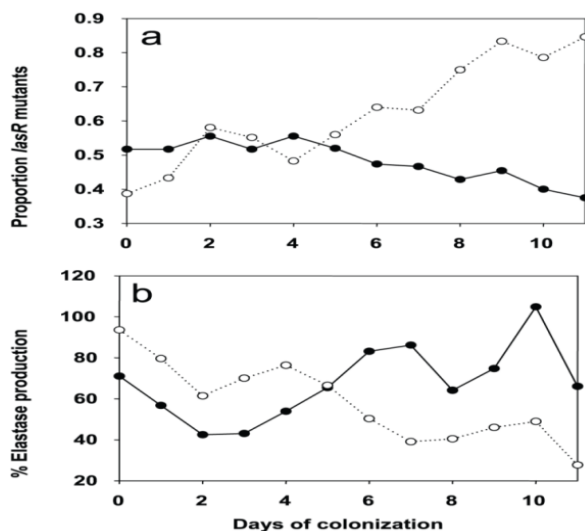 a
Proportion lasR mutants
0.9
0.8
0.7
0.6
0.5
0.4
0.3
0 2 4 6 8 10
b
% Elastase production
120
100
80
60
40
20
0 2 4 6 8 10
Days of colonization